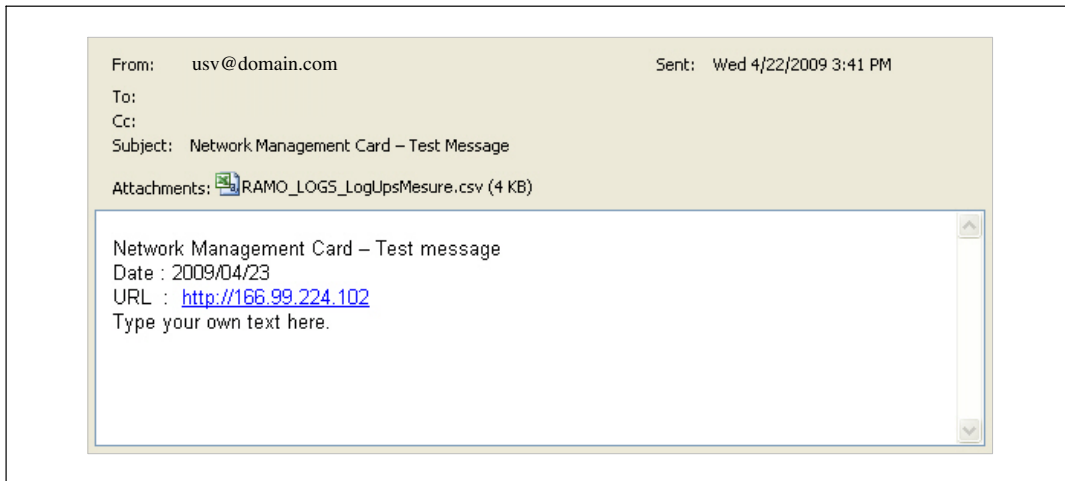 From: usv@domain.com Sent: Wed 4/22/2009 3:41 PM
To:
Cc:
Subject: Network Management Card – Test Message
Attachments: RAMO_LOGS_LogUpsMesure.csv (4 KB)
Network Management Card – Test message
Date : 2009/04/23
URL : http://166.99.224.102
Type your own text here.